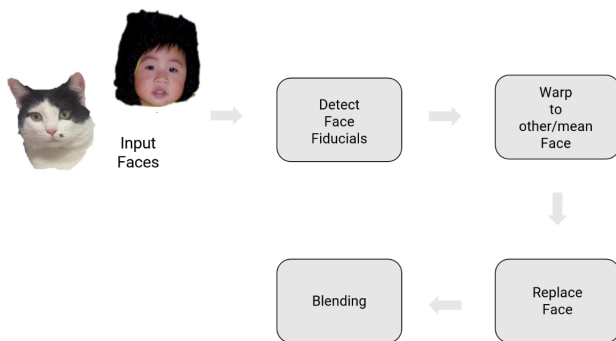 Input
Faces
Detect
Face
Fiducials
Warp
to
other/mean
Face
Replace
Face
Blending